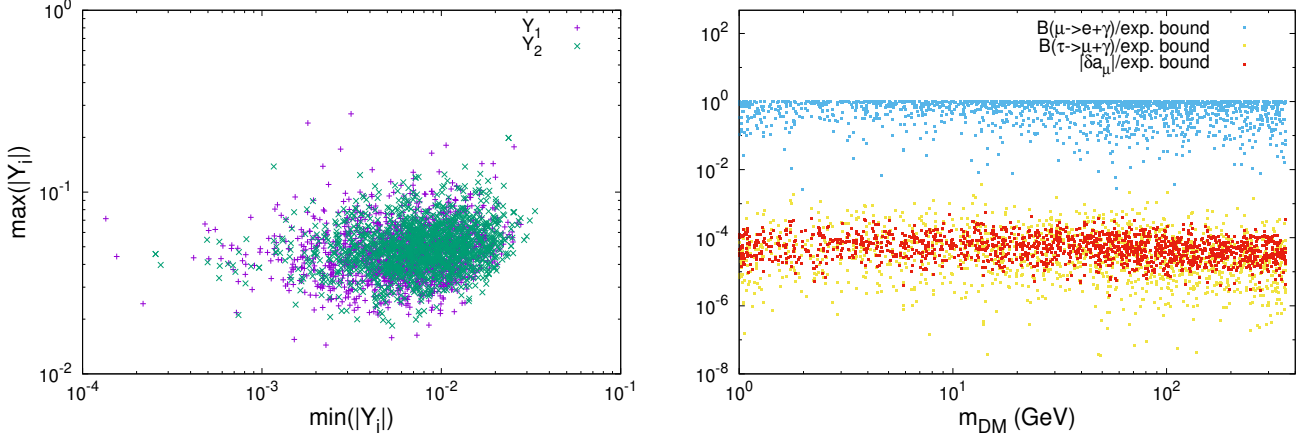 10^0
10^-1
10^-2
max(|Y_i|)
10^-4
10^-3
10^-2
10^-1
min(|Y_i|)
Y_1
Y_2
10^2
10^0
10^-2
10^-4
10^-6
10^-8
10^0
10^1
10^2
m_DM (GeV)
B(μ->e+γ)/exp. bound
B(τ->μ+γ)/exp. bound
|δa_μ|/exp. bound